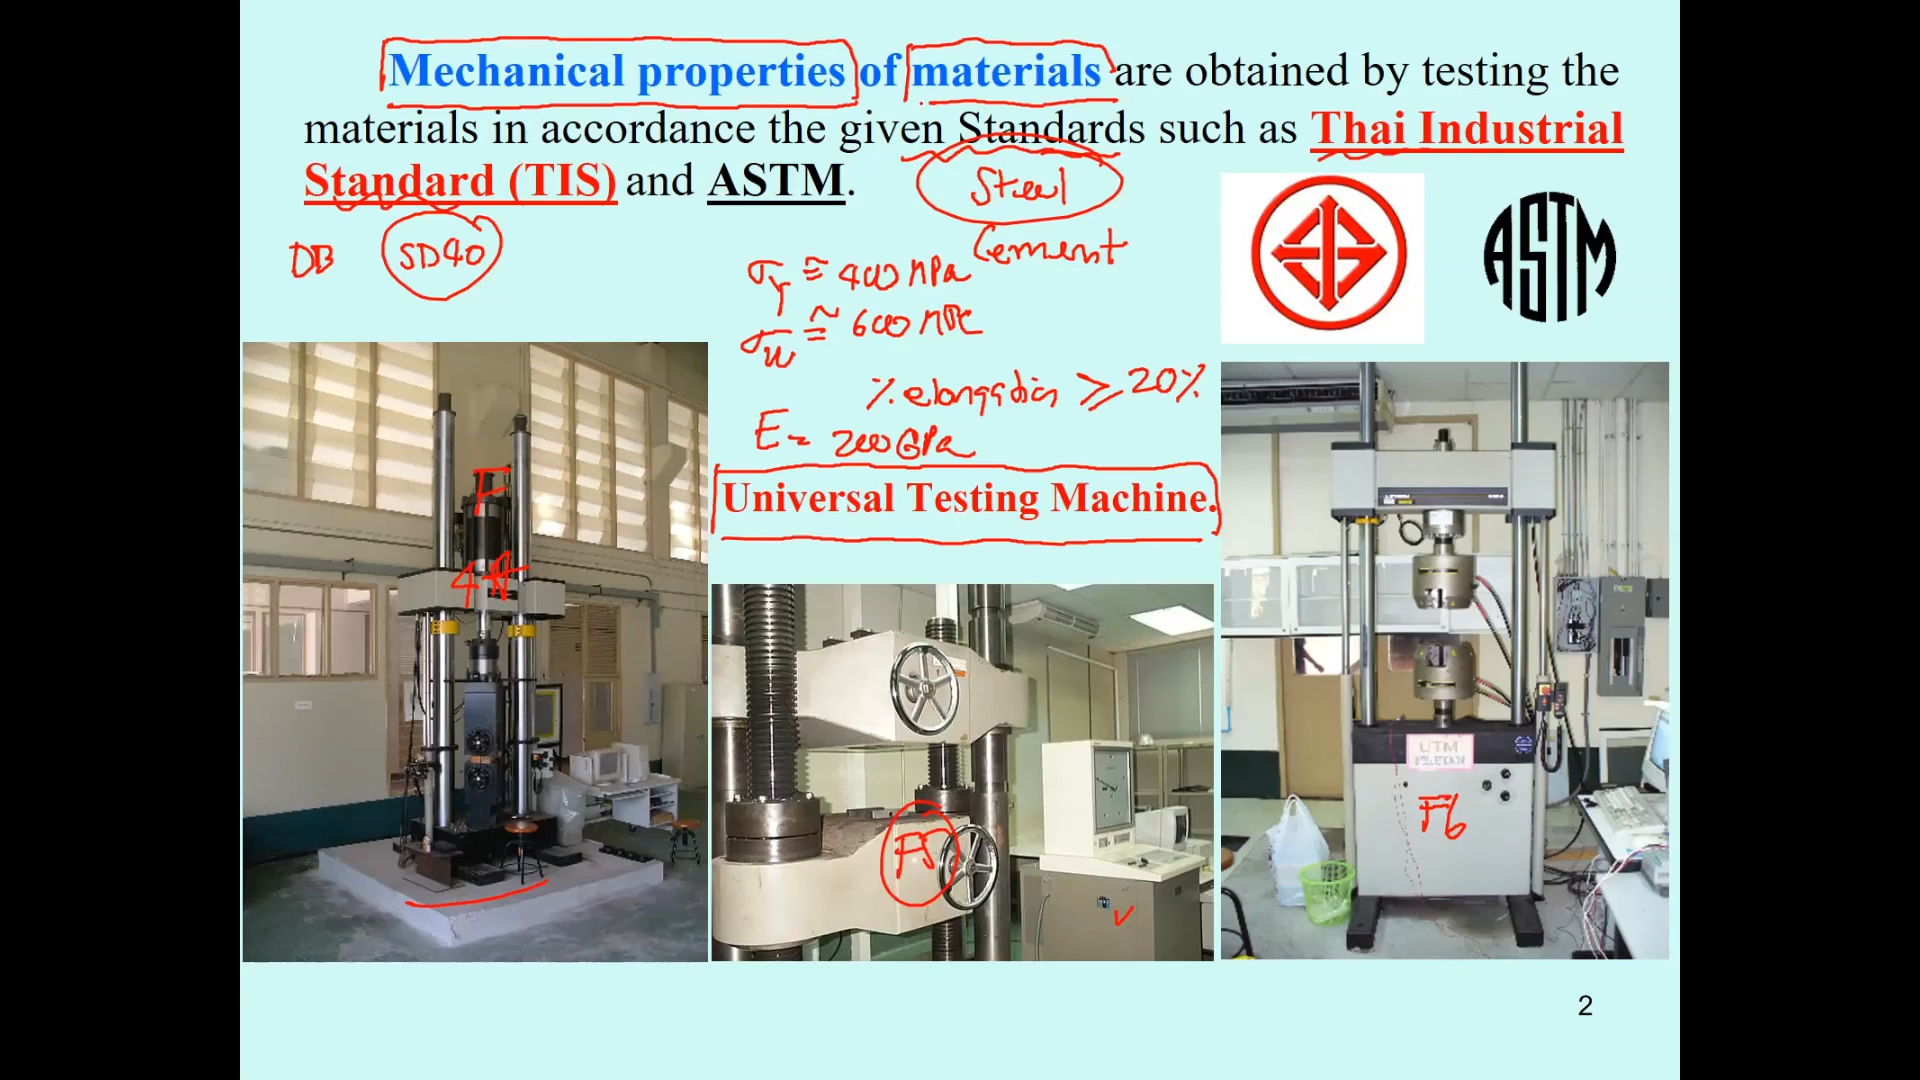 Mechanical properties of materials are obtained by testing the
materials in accordance the given Standards such as Thai Industrial
Standard (TIS) and ASTM.
Steel
Cement
DB SD40
ASTM
σy ≅ 400 MPa
σu ≅ 600 MPa
% elongation ≥ 20%
E = 200 GPa
Universal Testing Machine.
F
4
F5
UTM
F6
2